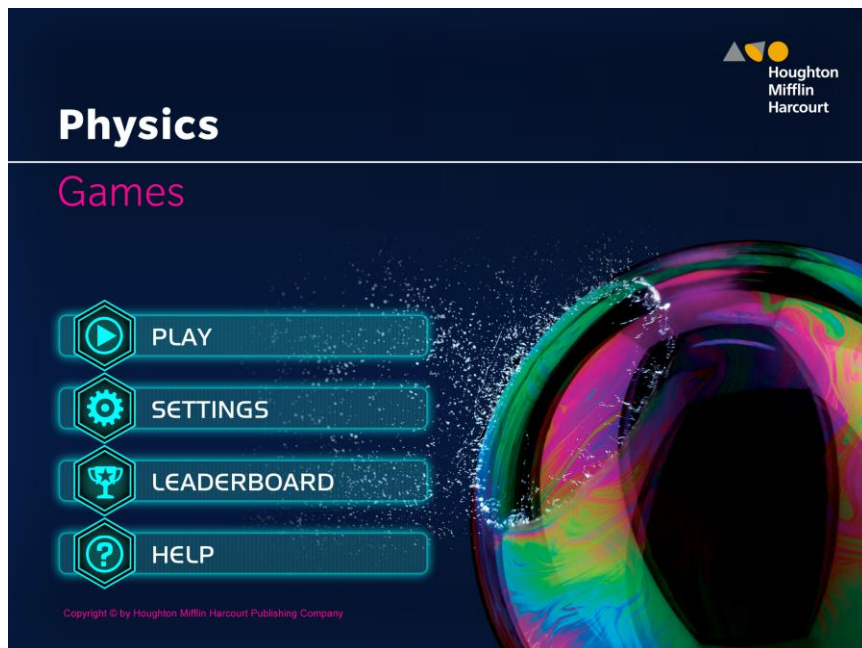 Houghton
Mifflin
Harcourt
Physics
Games
PLAY
SETTINGS
LEADERBOARD
HELP
Copyright © by Houghton Mifflin Harcourt Publishing Company